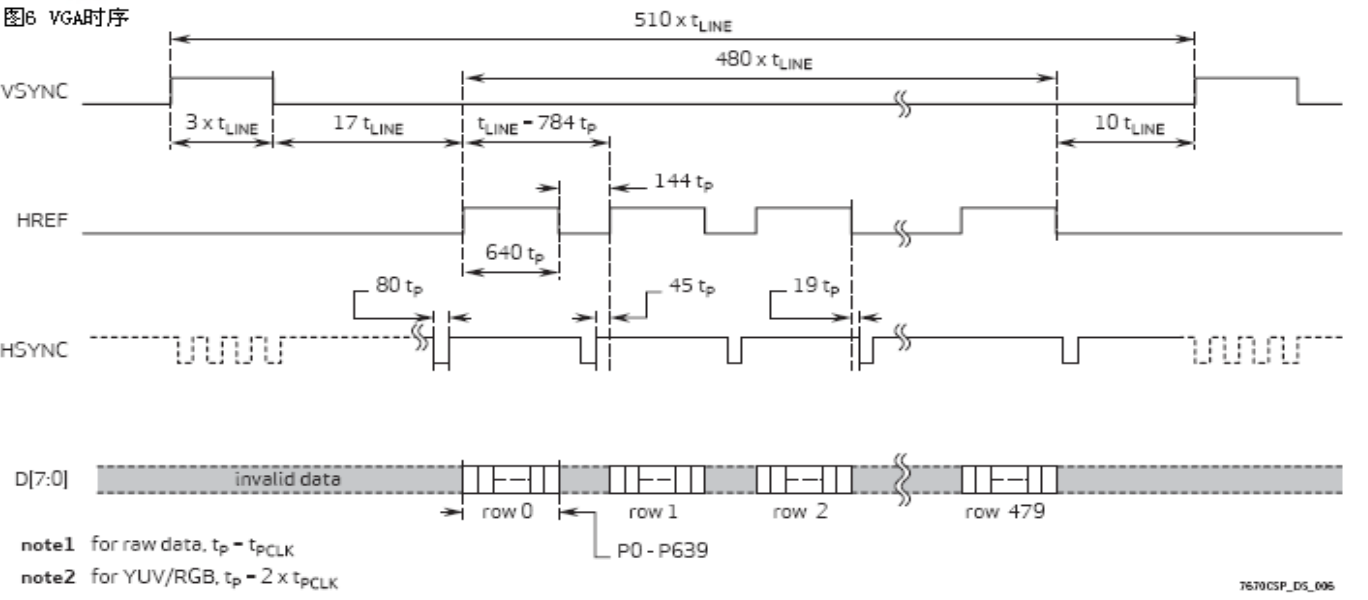 图6 VGA时序
510 x tLINE
480 x tLINE
VSYNC
3 x tLINE
17 tLINE
tLINE = 784 tP
10 tLINE
144 tP
HREF
640 tP
80 tP
45 tP
19 tP
HSYNC
D[7:0]
invalid data
row 0
row 1
row 2
row 479
P0 - P639
note1 for raw data, tP = tPCLK
note2 for YUV/RGB, tP = 2 x tPCLK
7670CSP_DS_006